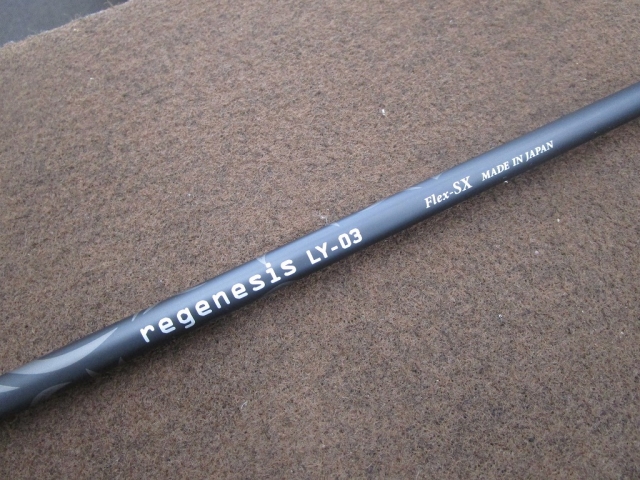 regenesis LY-03 Flex-SX MADE IN JAPAN